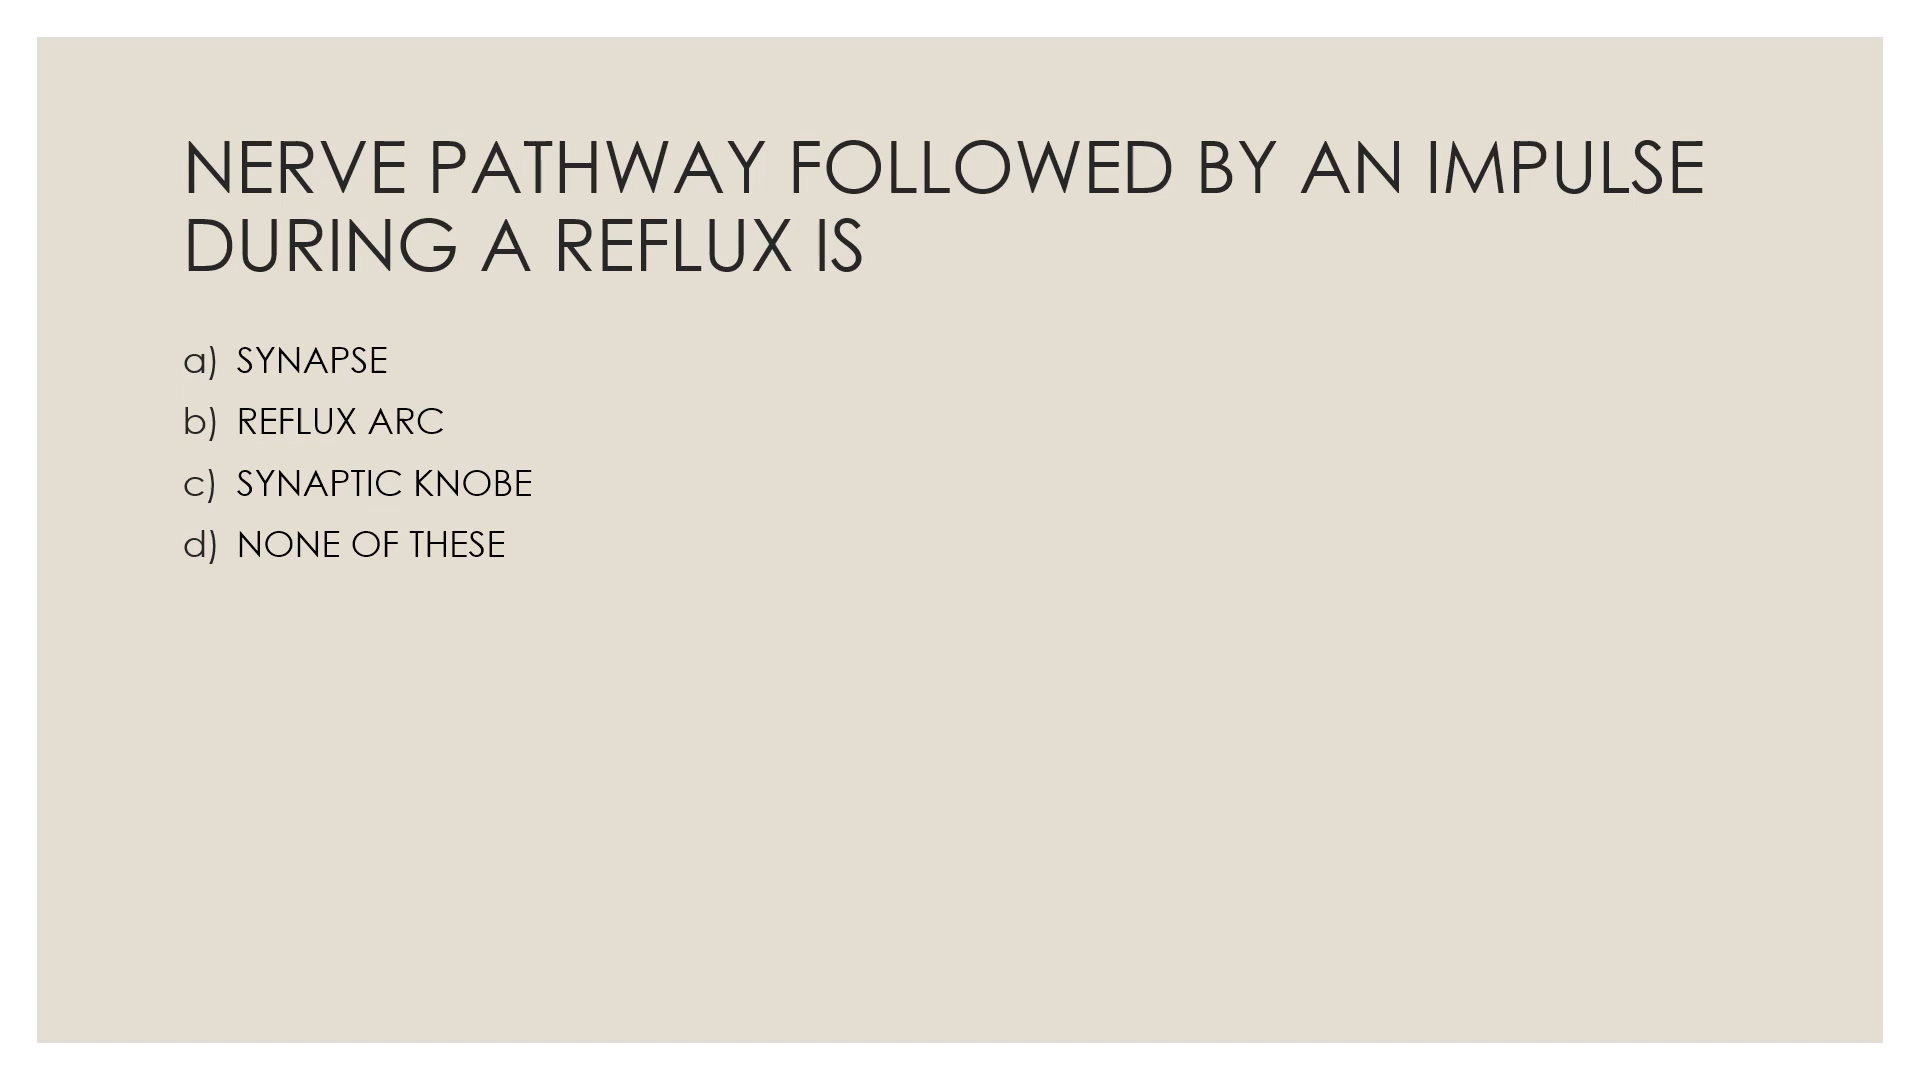 NERVE PATHWAY FOLLOWED BY AN IMPULSE
DURING A REFLUX IS
a) SYNAPSE
b) REFLUX ARC
c) SYNAPTIC KNOBE
d) NONE OF THESE